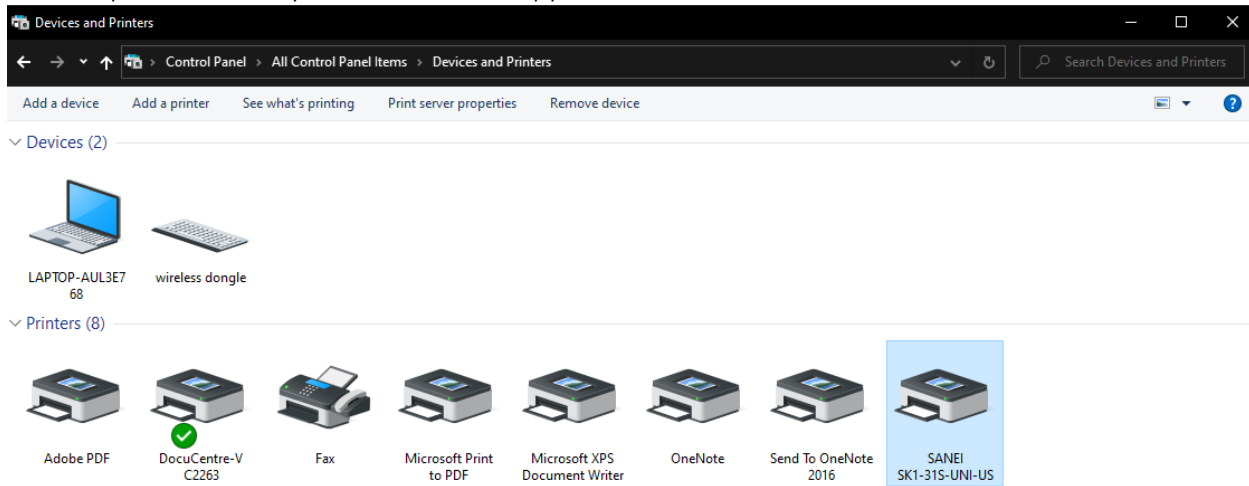 Devices and Printers
Control Panel > All Control Panel Items > Devices and Printers
Search Devices and Printers
Add a device Add a printer See what's printing Print server properties Remove device
Devices (2)
LAPTOP-AUL3E7
68
wireless dongle
Printers (8)
Adobe PDF
DocuCentre-V
C2263
Fax
Microsoft Print
to PDF
Microsoft XPS
Document Writer
OneNote
Send To OneNote
2016
SANEI
SK1-31S-UNI-US